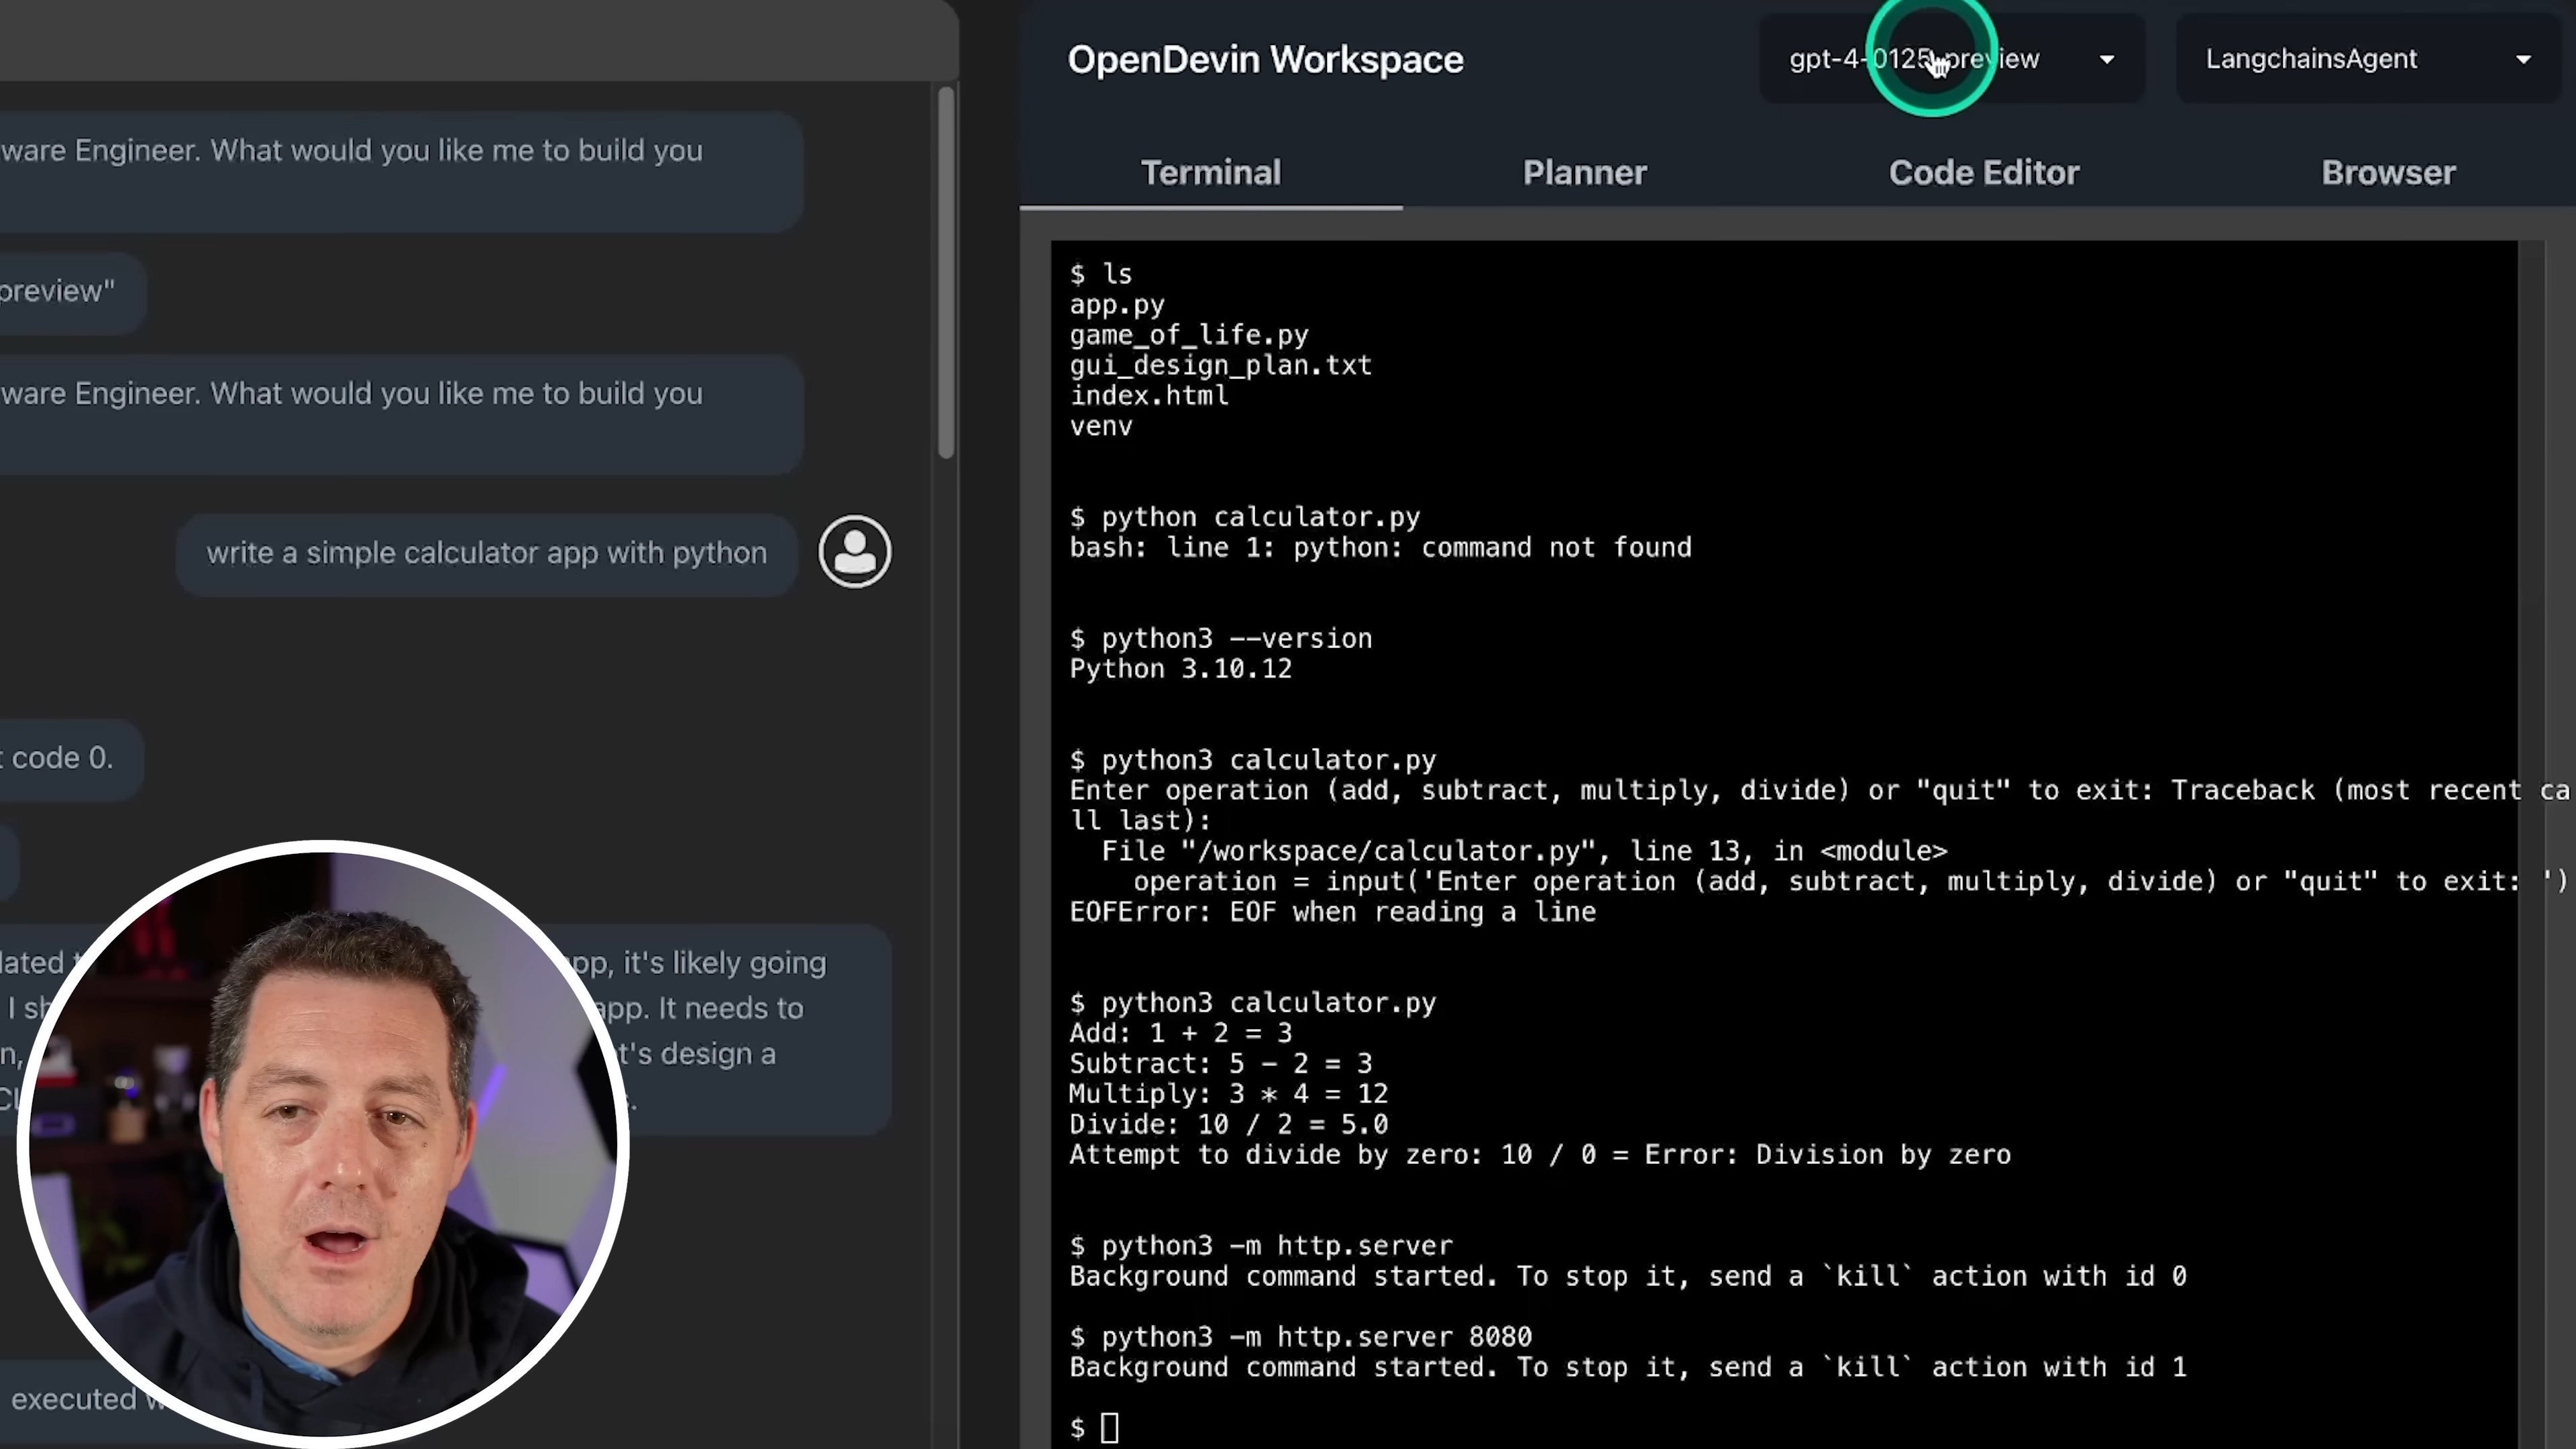 ware Engineer. What would you like me to build you
preview"
ware Engineer. What would you like me to build you
write a simple calculator app with python
t code 0.
lated
pp, it's likely going
I sh
app. It needs to
n,
t's design a
s.
executed w
OpenDevin Workspace
gpt-4-0125-preview
LangchainsAgent
Terminal
Planner
Code Editor
Browser
$ ls
app.py
game_of_life.py
gui_design_plan.txt
index.html
venv
$ python calculator.py
bash: line 1: python: command not found
$ python3 --version
Python 3.10.12
$ python3 calculator.py
Enter operation (add, subtract, multiply, divide) or "quit" to exit: Traceback (most recent ca
ll last):
File "/workspace/calculator.py", line 13, in <module>
operation = input('Enter operation (add, subtract, multiply, divide) or "quit" to exit: ')
EOFError: EOF when reading a line
$ python3 calculator.py
Add: 1 + 2 = 3
Subtract: 5 - 2 = 3
Multiply: 3 * 4 = 12
Divide: 10 / 2 = 5.0
Attempt to divide by zero: 10 / 0 = Error: Division by zero
$ python3 -m http.server
Background command started. To stop it, send a `kill` action with id 0
$ python3 -m http.server 8080
Background command started. To stop it, send a `kill` action with id 1
$